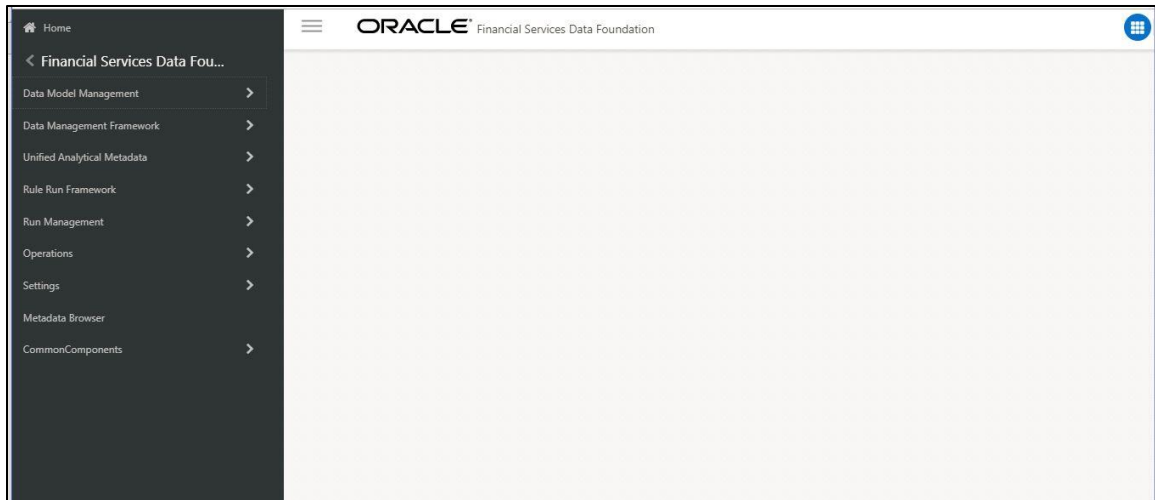 Home
Financial Services Data Fou...
Data Model Management
Data Management Framework
Unified Analytical Metadata
Rule Run Framework
Run Management
Operations
Settings
Metadata Browser
CommonComponents
ORACLE® Financial Services Data Foundation